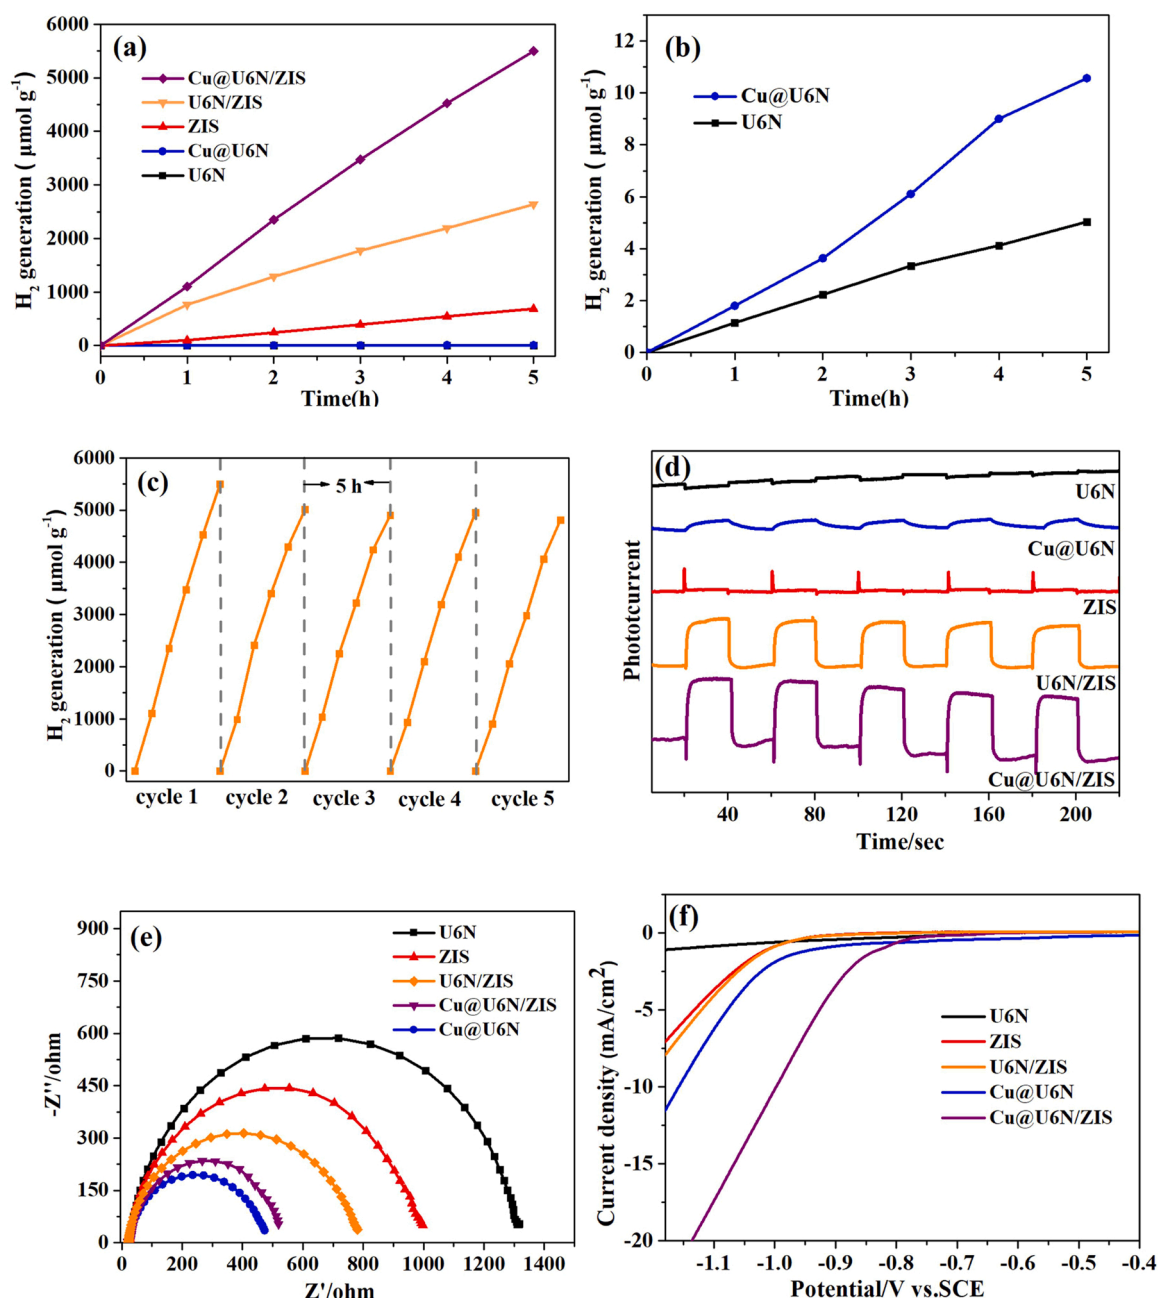 (a)
H2 generation ( μmol g-1)
6000
5000
4000
3000
2000
1000
0
Cu@U6N/ZIS
U6N/ZIS
ZIS
Cu@U6N
U6N
0 1 2 3 4 5
Time(h)
(b)
H2 generation ( μmol g-1)
12
10
8
6
4
2
0
Cu@U6N
U6N
0 1 2 3 4 5
Time(h)
(c)
H2 generation ( μmol g-1)
6000
5000
4000
3000
2000
1000
0
5 h
cycle 1 cycle 2 cycle 3 cycle 4 cycle 5
(d)
Photot­current
U6N
Cu@U6N
ZIS
U6N/ZIS
Cu@U6N/ZIS
40 80 120 160 200
Time/sec
(e)
-Z''/ohm
900
750
600
450
300
150
0
U6N
ZIS
U6N/ZIS
Cu@U6N/ZIS
Cu@U6N
0 200 400 600 800 1000 1200 1400
Z'/ohm
(f)
Current density (mA/cm2)
0
-5
-10
-15
-20
U6N
ZIS
U6N/ZIS
Cu@U6N
Cu@U6N/ZIS
-1.1 -1.0 -0.9 -0.8 -0.7 -0.6 -0.5 -0.4
Potential/V vs.SCE